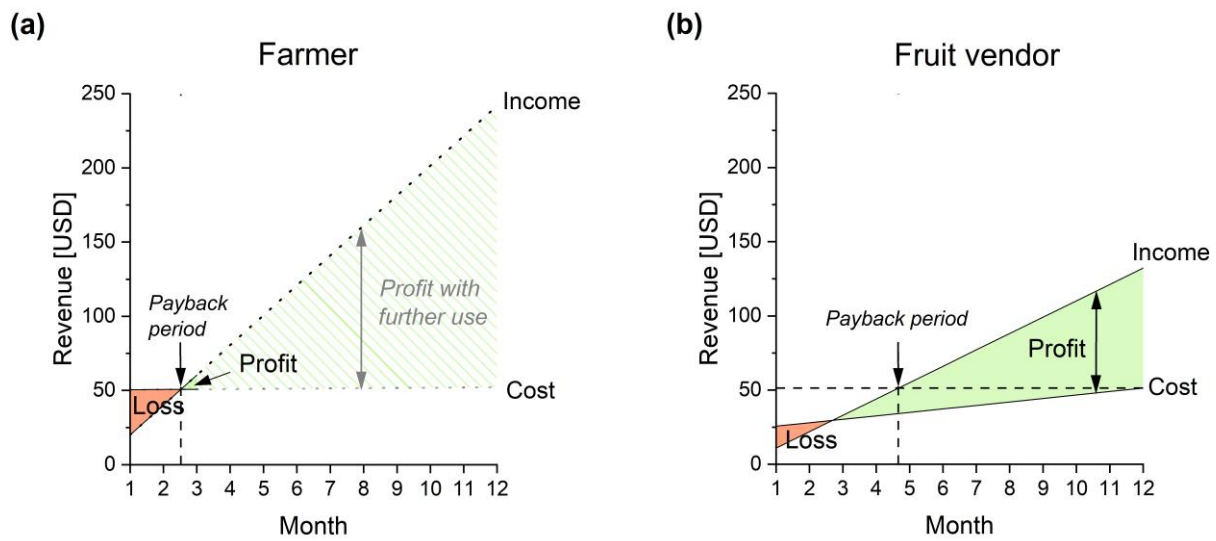 (a)
Farmer
Revenue [USD]
250
200
150
100
50
0
Income
Payback
period
Profit
Profit with
further use
Loss
Cost
1 2 3 4 5 6 7 8 9 10 11 12
Month
(b)
Fruit vendor
Revenue [USD]
250
200
150
100
50
0
Income
Payback period
Profit
Loss
Cost
1 2 3 4 5 6 7 8 9 10 11 12
Month